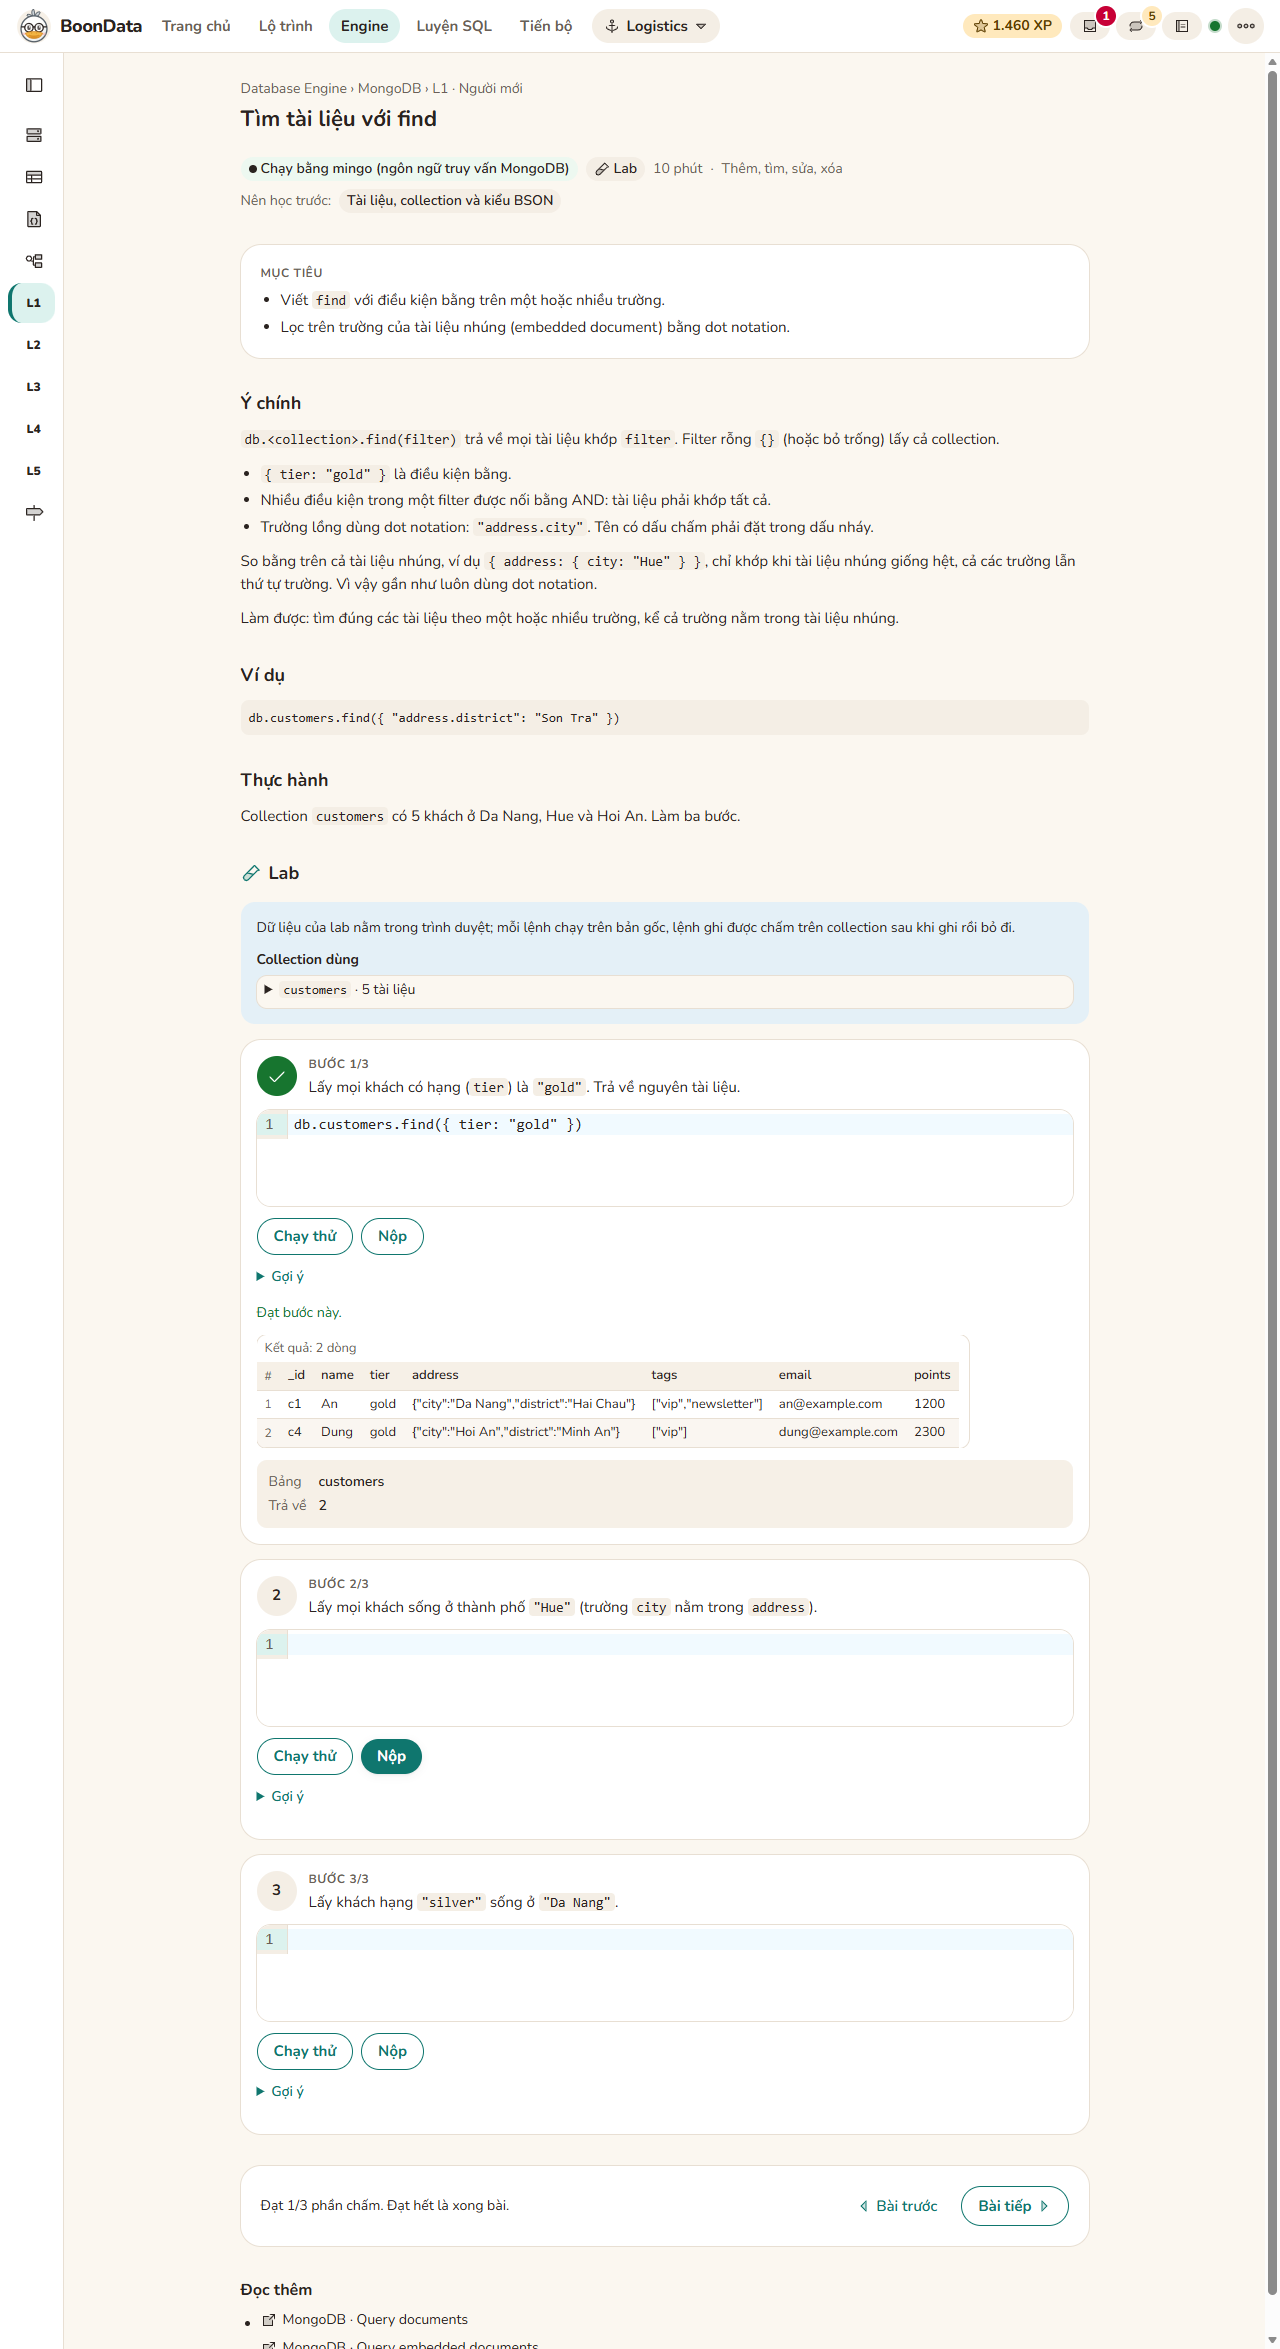 BoonData Trang chủ Lộ trình Engine Luyện SQL Tiến bộ Logistics 1.460 XP 1 5
Database Engine › MongoDB › L1 · Người mới
Tìm tài liệu với find
Chạy bằng mingo (ngôn ngữ truy vấn MongoDB) Lab 10 phút · Thêm, tìm, sửa, xóa
Nên học trước: Tài liệu, collection và kiểu BSON
L1
L2
L3
L4
L5
MỤC TIÊU
• Viết find với điều kiện bằng trên một hoặc nhiều trường.
• Lọc trên trường của tài liệu nhúng (embedded document) bằng dot notation.
Ý chính
db.<collection>.find(filter) trả về mọi tài liệu khớp filter. Filter rỗng {} (hoặc bỏ trống) lấy cả collection.
• { tier: "gold" } là điều kiện bằng.
• Nhiều điều kiện trong một filter được nối bằng AND: tài liệu phải khớp tất cả.
• Trường lồng dùng dot notation: "address.city". Tên có dấu chấm phải đặt trong dấu nháy.
So bằng trên cả tài liệu nhúng, ví dụ { address: { city: "Hue" } }, chỉ khớp khi tài liệu nhúng giống hệt, cả các trường lẫn
thứ tự trường. Vì vậy gần như luôn dùng dot notation.
Làm được: tìm đúng các tài liệu theo một hoặc nhiều trường, kể cả trường nằm trong tài liệu nhúng.
Ví dụ
db.customers.find({ "address.district": "Son Tra" })
Thực hành
Collection customers có 5 khách ở Da Nang, Hue và Hoi An. Làm ba bước.
Lab
Dữ liệu của lab nằm trong trình duyệt; mỗi lệnh chạy trên bản gốc, lệnh ghi được chấm trên collection sau khi ghi rồi bỏ đi.
Collection dùng
customers · 5 tài liệu
BƯỚC 1/3
Lấy mọi khách có hạng (tier) là "gold". Trả về nguyên tài liệu.
1 db.customers.find({ tier: "gold" })
Chạy thử Nộp
Gợi ý
Đạt bước này.
Kết quả: 2 dòng
# _id name tier address tags email points
1 c1 An gold {"city":"Da Nang","district":"Hai Chau"} ["vip","newsletter"] an@example.com 1200
2 c4 Dung gold {"city":"Hoi An","district":"Minh An"} ["vip"] dung@example.com 2300
Bảng customers
Trả về 2
2 BƯỚC 2/3
Lấy mọi khách sống ở thành phố "Hue" (trường city nằm trong address).
1
Chạy thử Nộp
Gợi ý
3 BƯỚC 3/3
Lấy khách hạng "silver" sống ở "Da Nang".
1
Chạy thử Nộp
Gợi ý
Đạt 1/3 phần chấm. Đạt hết là xong bài. Bài trước Bài tiếp
Đọc thêm
• MongoDB · Query documents
MongoDB · Query embedded documents